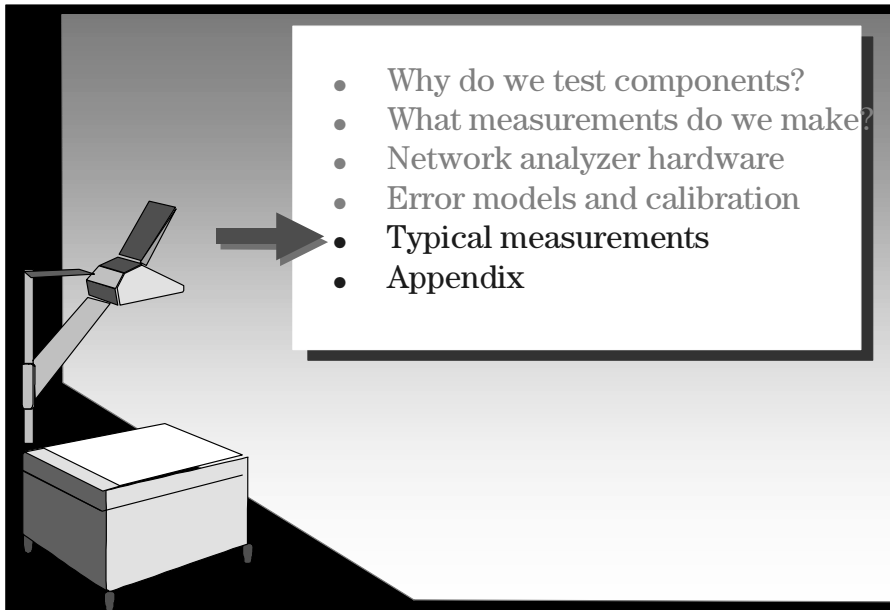 • Why do we test components?
• What measurements do we make?
• Network analyzer hardware
• Error models and calibration
• Typical measurements
• Appendix